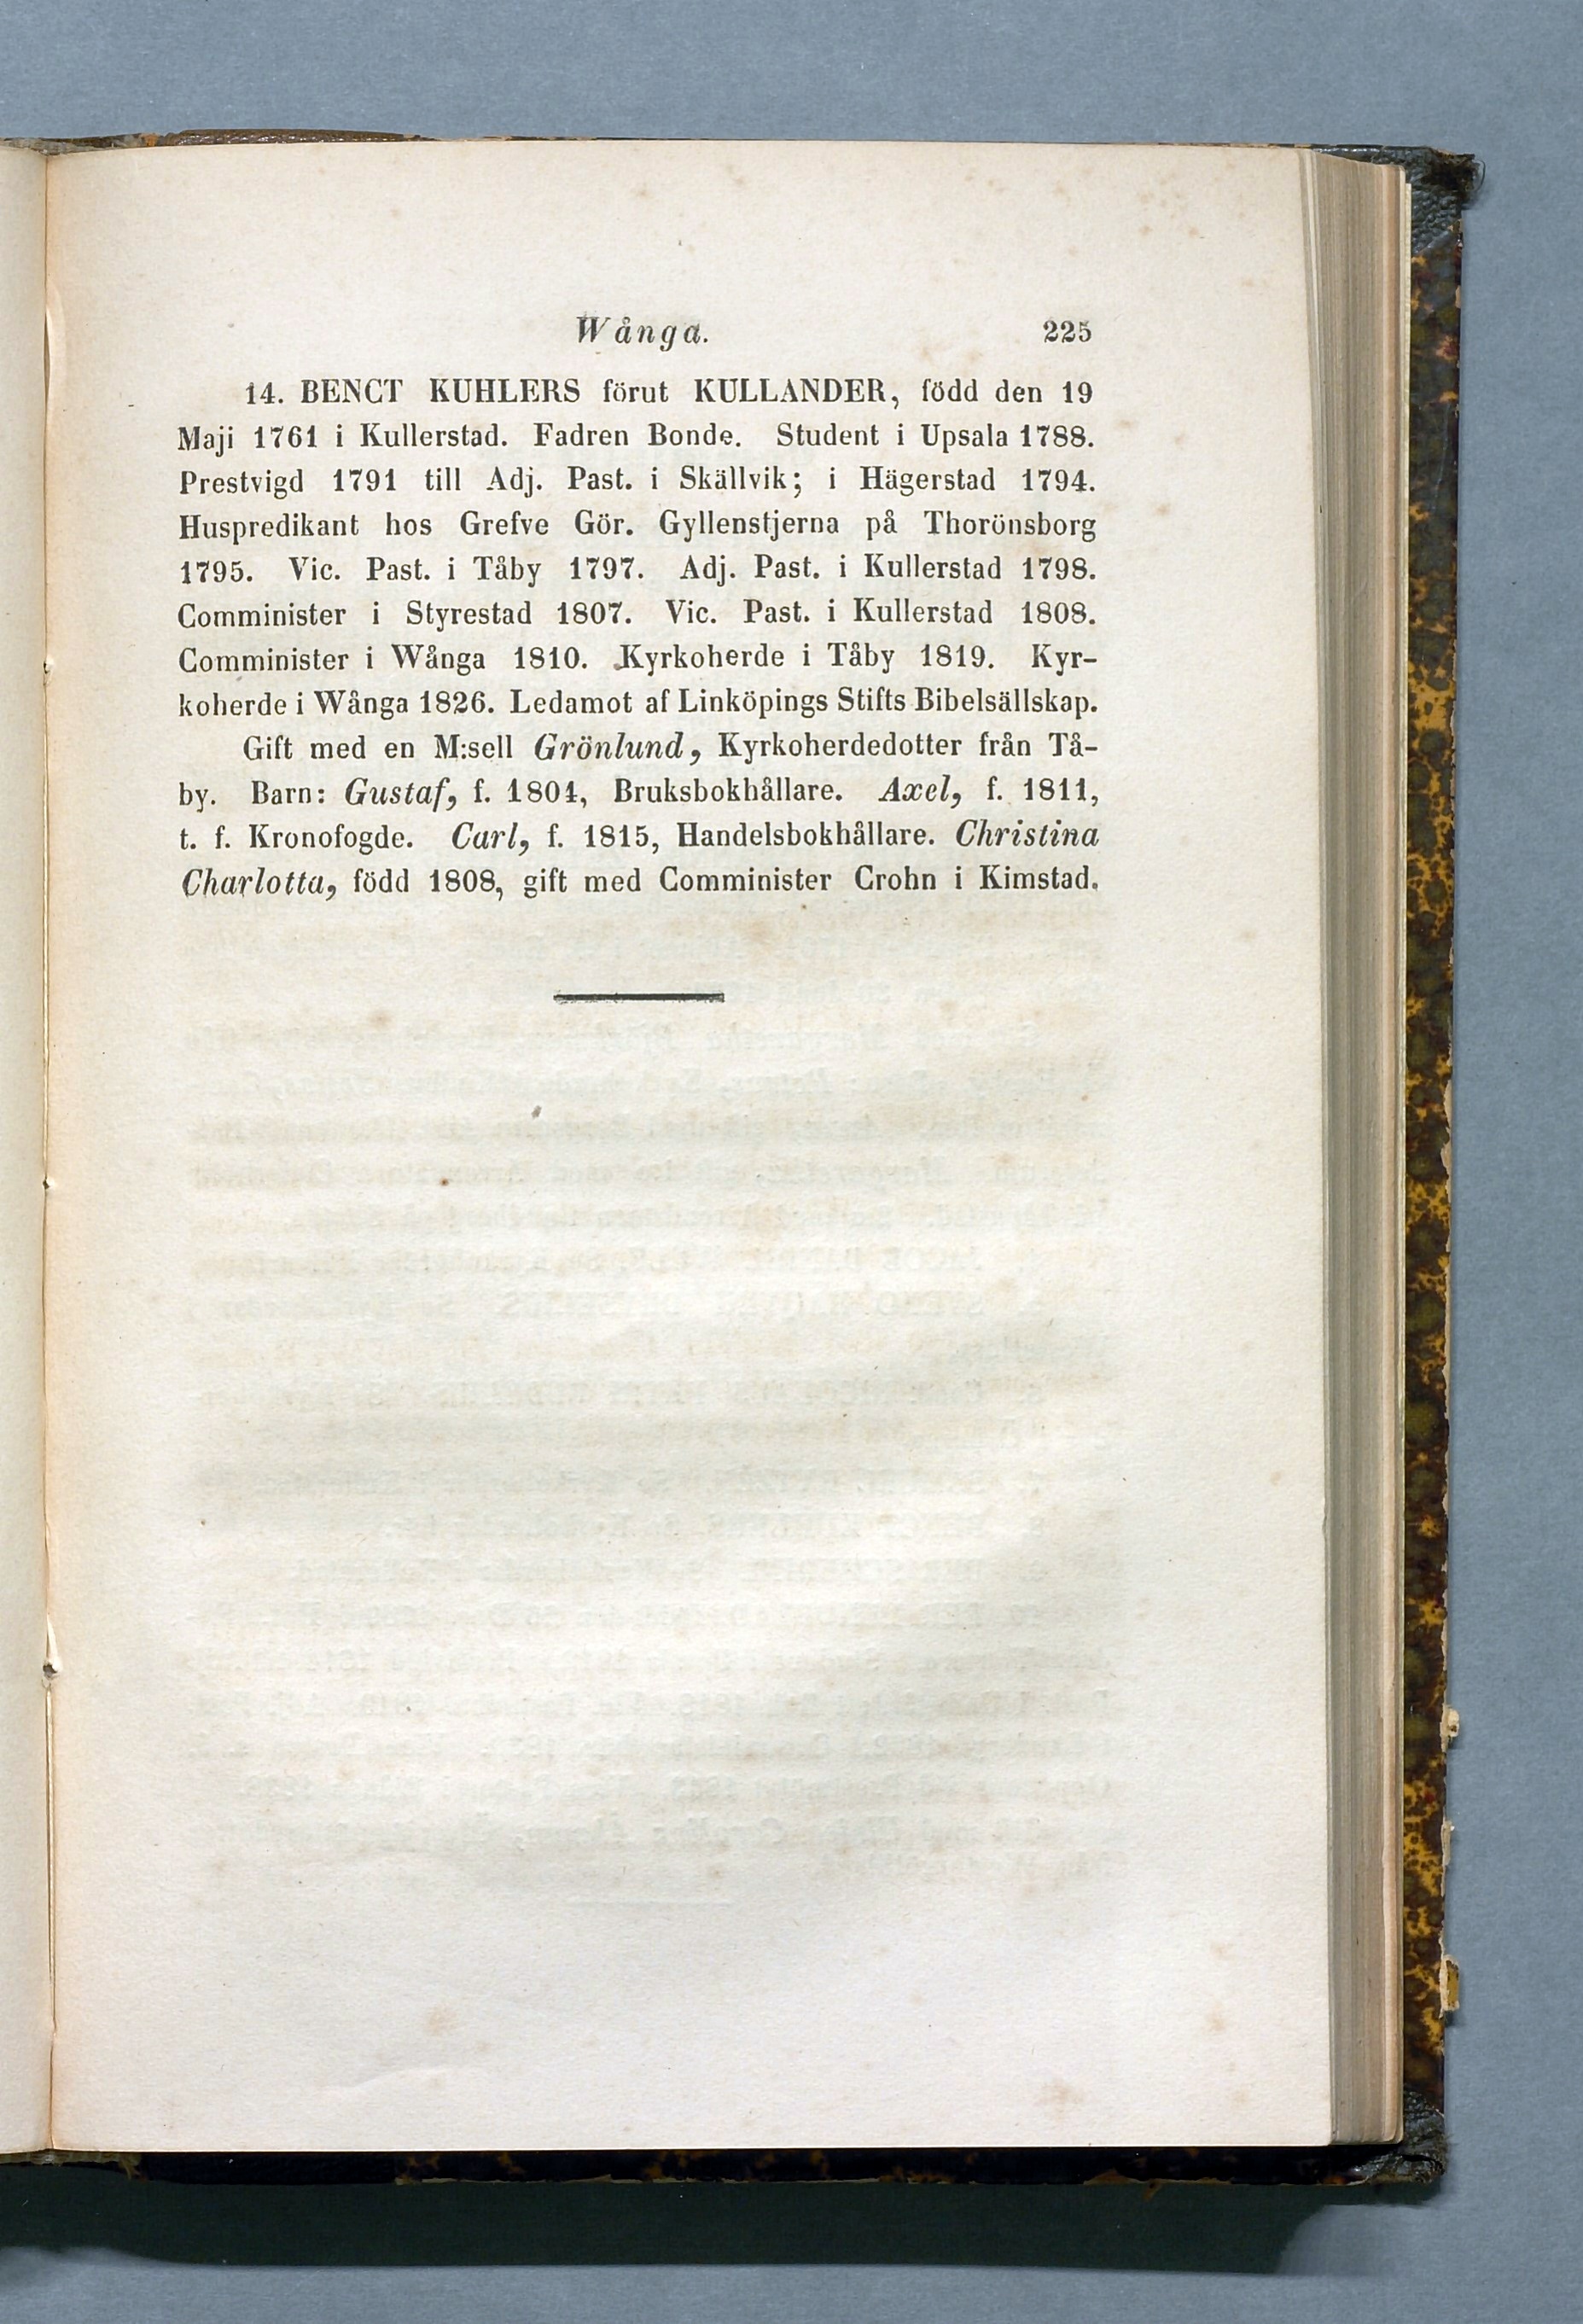 Wånga. 225
14. BENCT KUHLERS förut KULLANDER, född den 19
Maji 1761 i Kullerstad. Fadren Bonde. Student i Upsala 1788.
Prestvigd 1791 till Adj. Past. i Skällvik; i Hägerstad 1794.
Huspredikant hos Grefve Gör. Gyllenstjerna på Thorönsborg
1795. Vic. Past. i Tåby 1797. Adj. Past. i Kullerstad 1798.
Comminister i Styrestad 1807. Vic. Past. i Kullerstad 1808.
Comminister i Wånga 1810. Kyrkoherde i Tåby 1819. Kyr-
koherde i Wånga 1826. Ledamot af Linköpings Stifts Bibelsällskap.
Gift med en M:sell Grönlund, Kyrkoherdedotter från Tå-
by. Barn: Gustaf, f. 1804, Bruksbokhållare. Axel, f. 1811,
t. f. Kronofogde. Carl, f. 1815, Handelsbokhållare. Christina
Charlotta, född 1808, gift med Comminister Crohn i Kimstad.